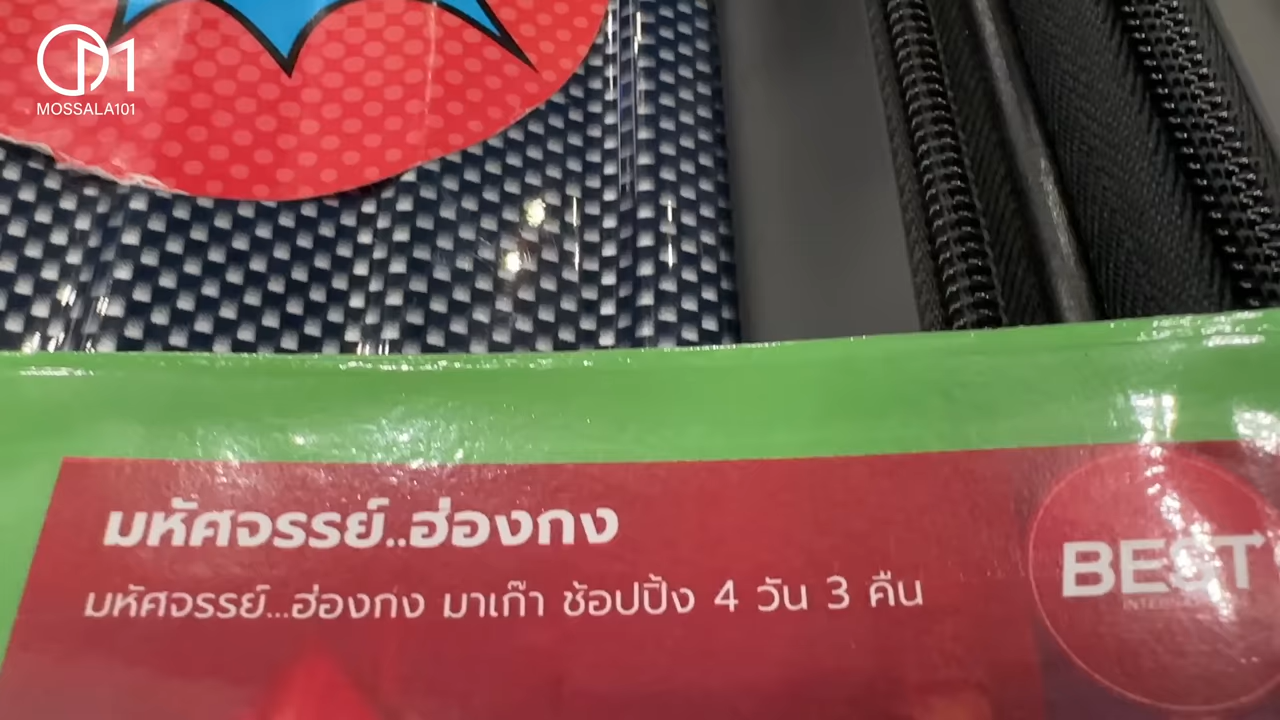 MOSSALA101
มหัศจรรย์..ฮ่องกง
มหัศจรรย์...ฮ่องกง มาเก๊า ช้อปปิ้ง 4 วัน 3 คืน
BEST